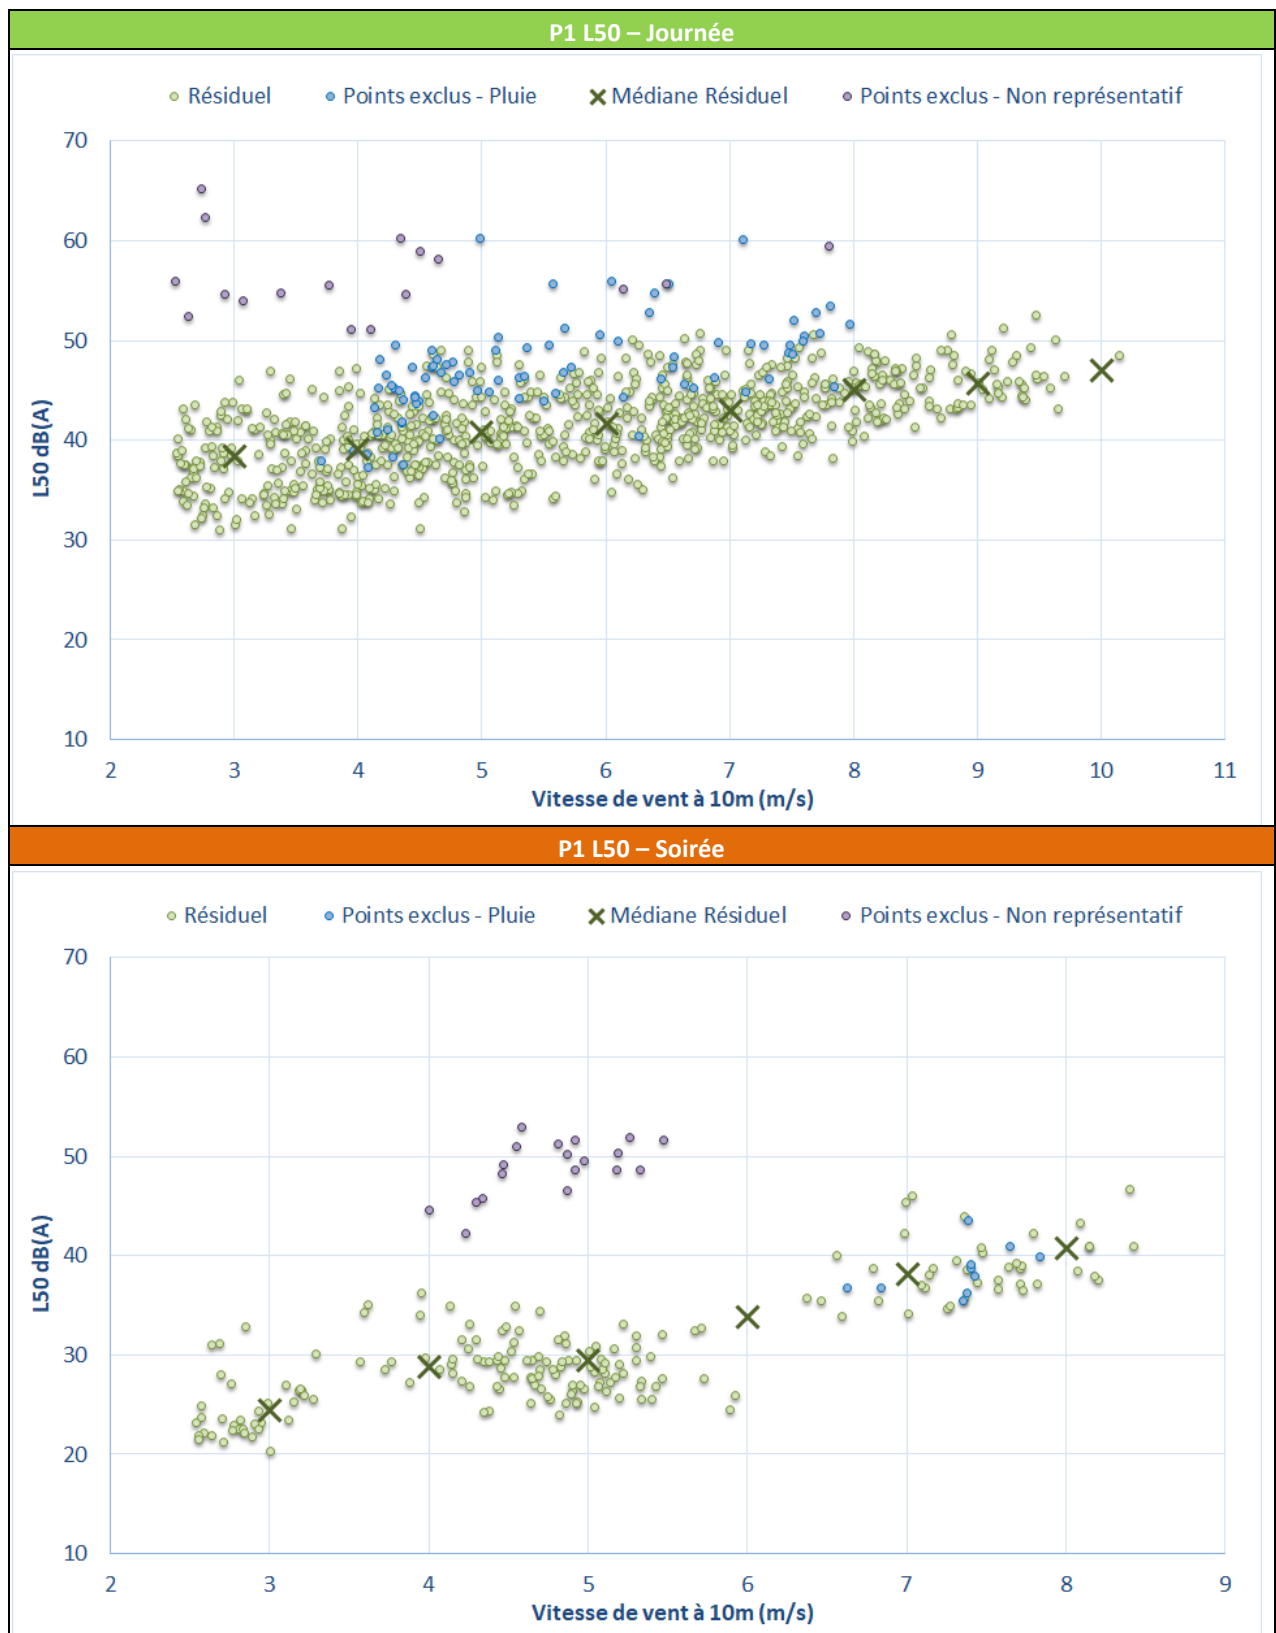 P1 L50 – Journée
Résiduel
Points exclus - Pluie
Médiane Résiduel
Points exclus - Non représentatif
70
60
50
40
30
20
10
L50 dB(A)
2 3 4 5 6 7 8 9 10 11
Vitesse de vent à 10m (m/s)
P1 L50 – Soirée
Résiduel
Points exclus - Pluie
Médiane Résiduel
Points exclus - Non représentatif
70
60
50
40
30
20
10
L50 dB(A)
2 3 4 5 6 7 8 9
Vitesse de vent à 10m (m/s)